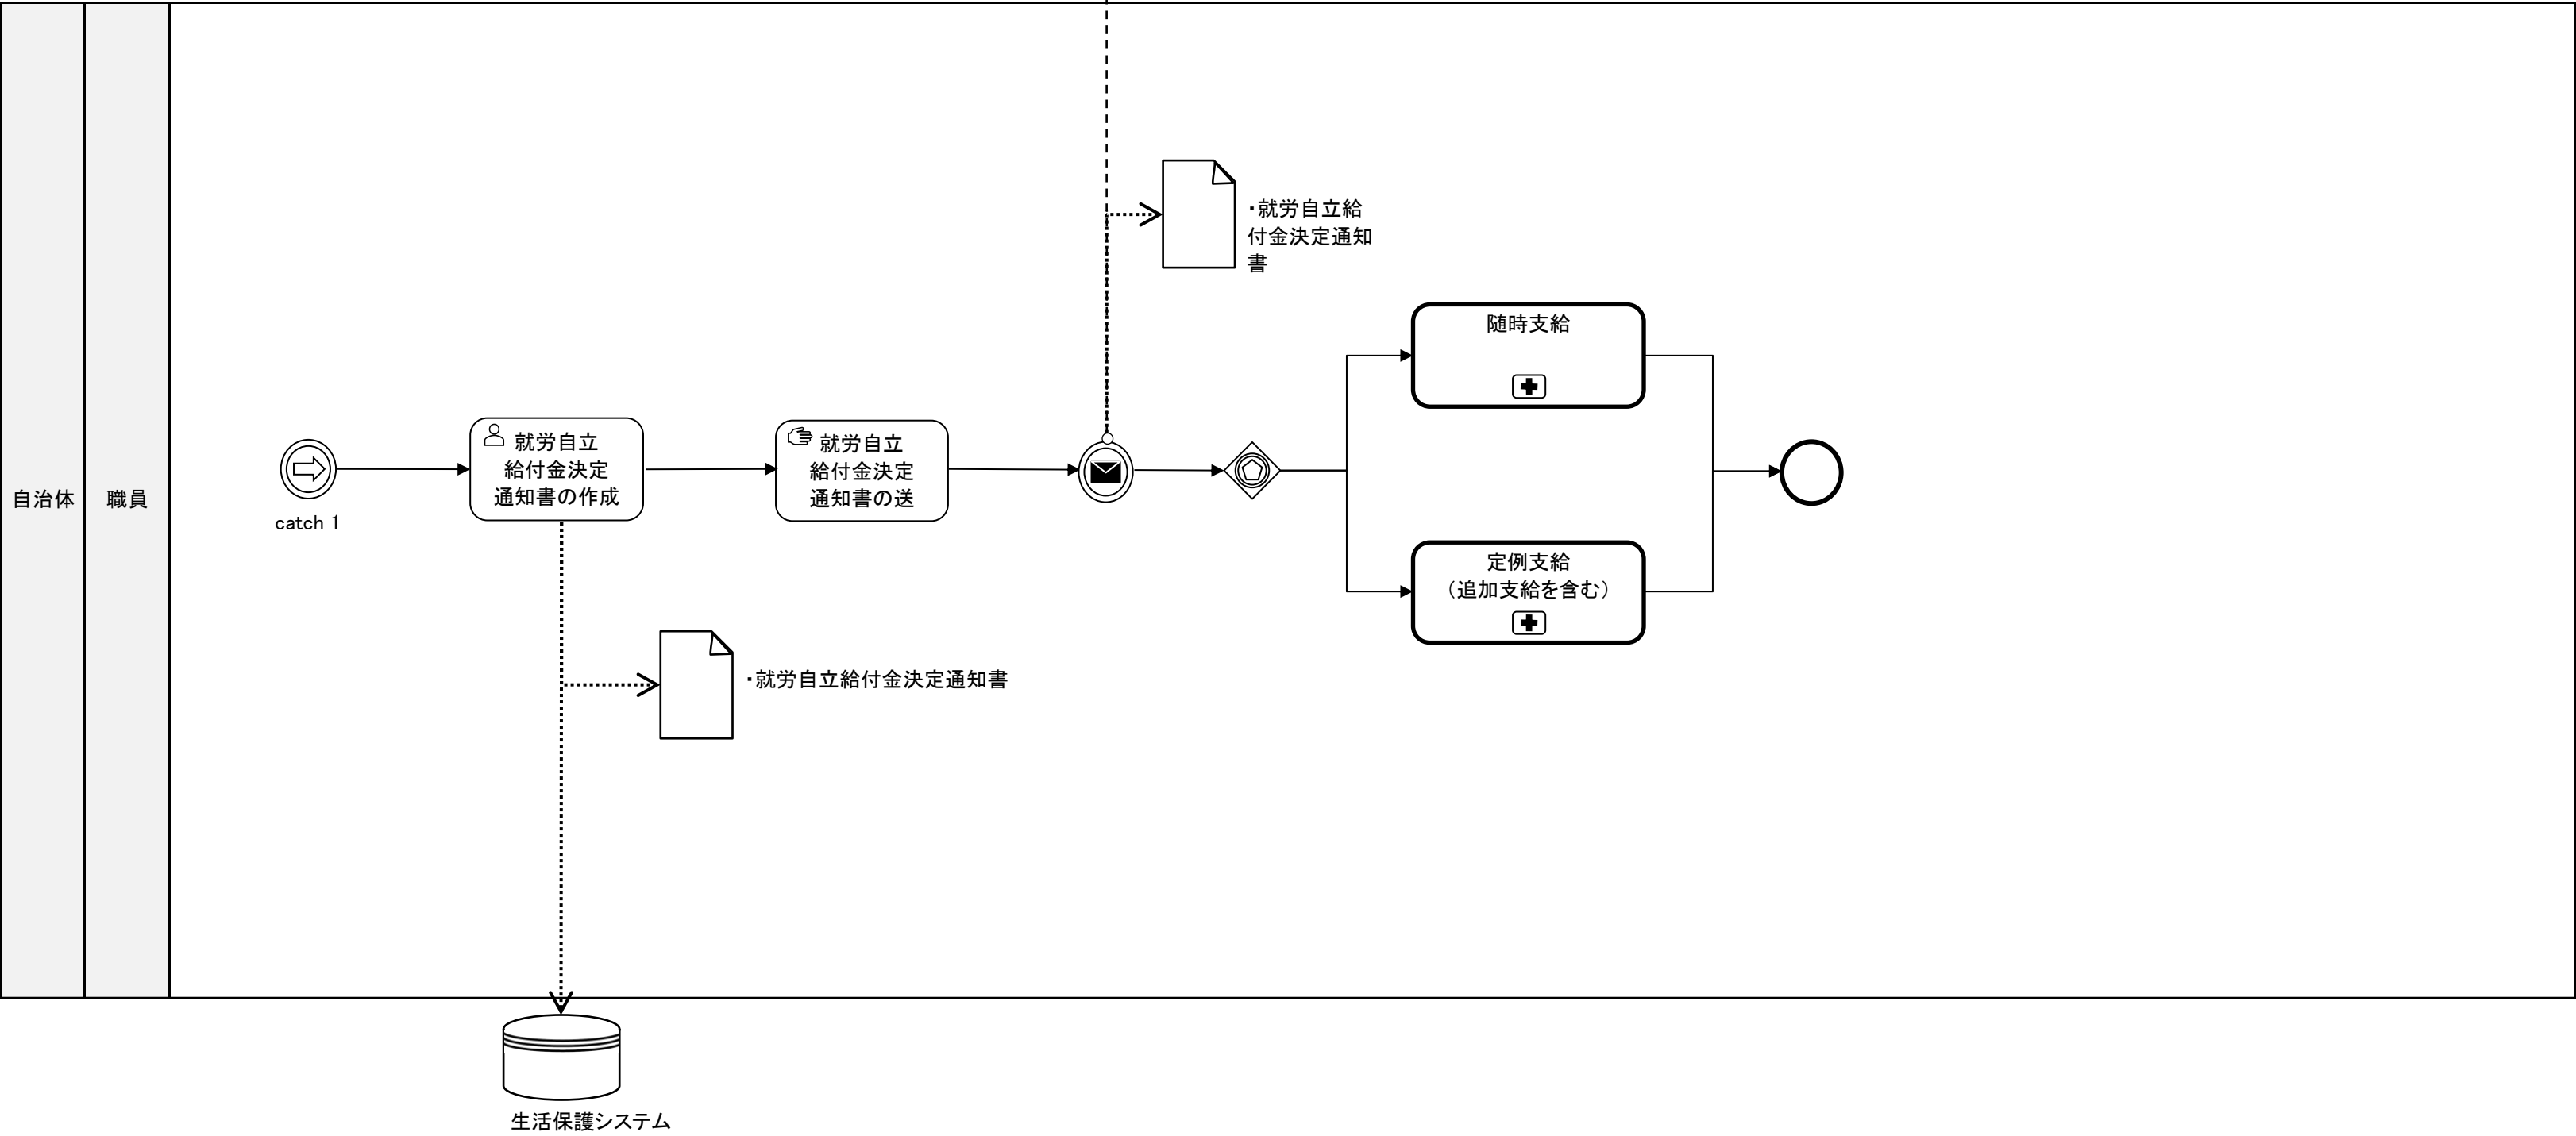 自治体
職員
catch 1
就労自立
給付金決定
通知書の作成
就労自立
給付金決定
通知書の送
・就労自立給
付金決定通知
書
随時支給
定例支給
（追加支給を含む）
・就労自立給付金決定通知書
生活保護システム